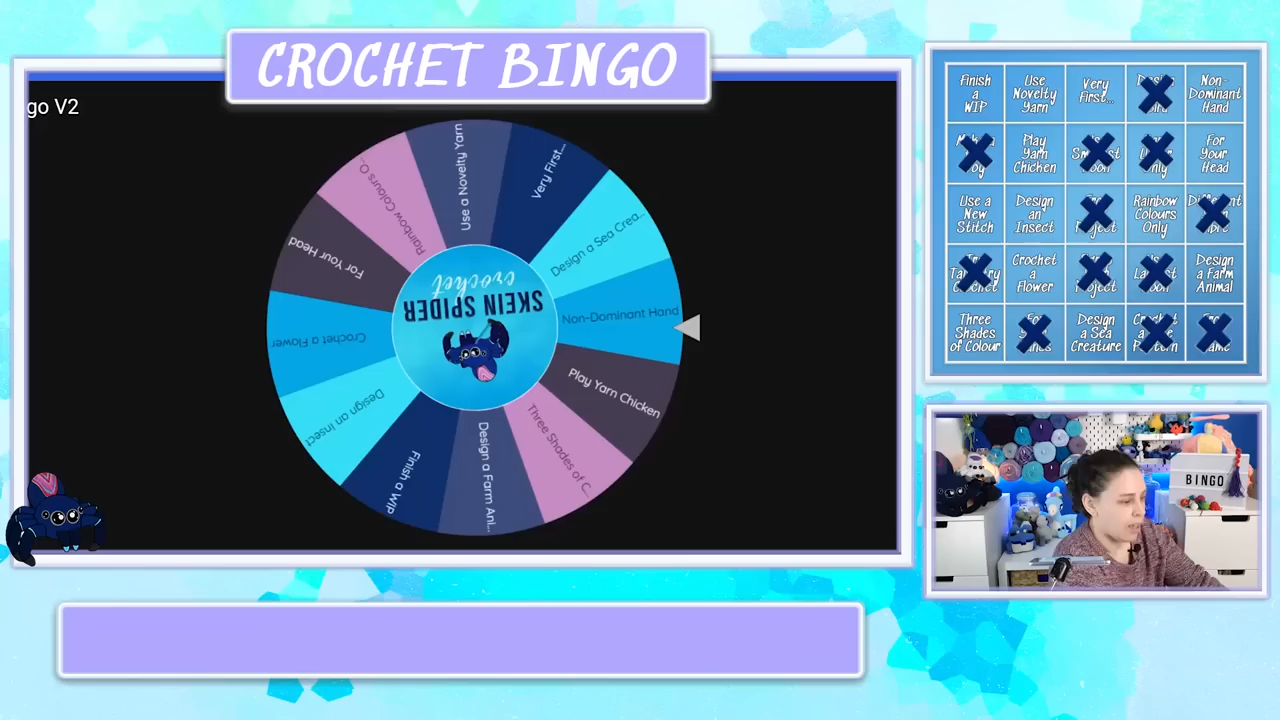 CROCHET BINGO
go V2
Use a Novelty Yarn
Very First...
Design a Sea Crea...
Non-Dominant Hand
Play Yarn Chicken
Three Shades of C...
Design a Farm Ani...
Finish a WIP
Design an Insect
Crochet a Flower
For Your Head
Rainbow Colours O...
crochet
SKEIN SPIDER
Finish
a
WIP
Use
Novelty
Yarn
Very
First...
Non-
Dominant
Hand
Play
Yarn
Chicken
Only
For
Your
Head
Use a
New
Stitch
Design
an
Insect
Rainbow
Colours
Only
Crochet
a
Flower
Design
a Farm
Animal
Three
Shades
of Colour
Design
a Sea
Creature
BINGO